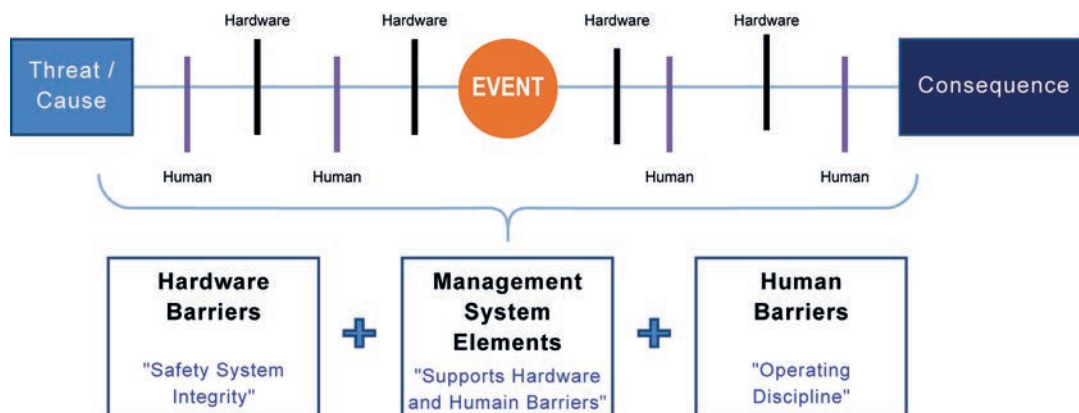 Hardware
Hardware
Hardware
Hardware
Threat /
Cause
EVENT
Consequence
Human
Human
Human
Human
Hardware
Barriers
"Safety System
Integrity"
Management
System
Elements
"Supports Hardware
and Humain Barriers"
Human
Barriers
"Operating
Discipline"